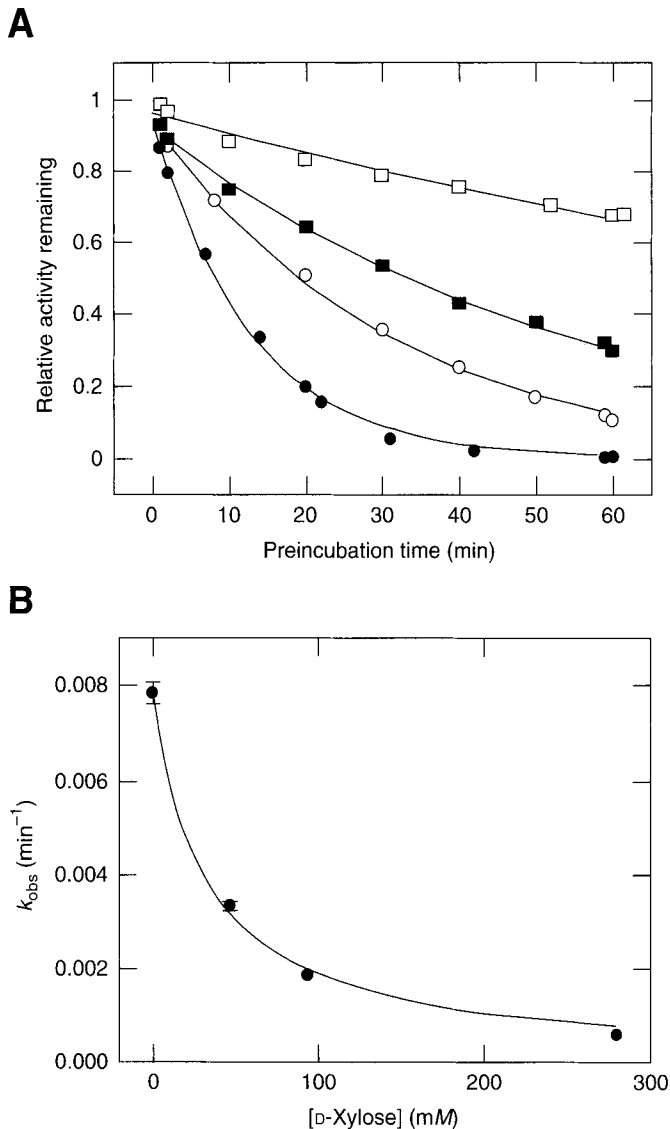 A
1
0.8
0.6
0.4
0.2
0
Relative activity remaining
0 10 20 30 40 50 60
Preincubation time (min)
B
0.008
0.006
0.004
0.002
0.000
k_obs (min⁻¹)
0 100 200 300
[D-Xylose] (mM)